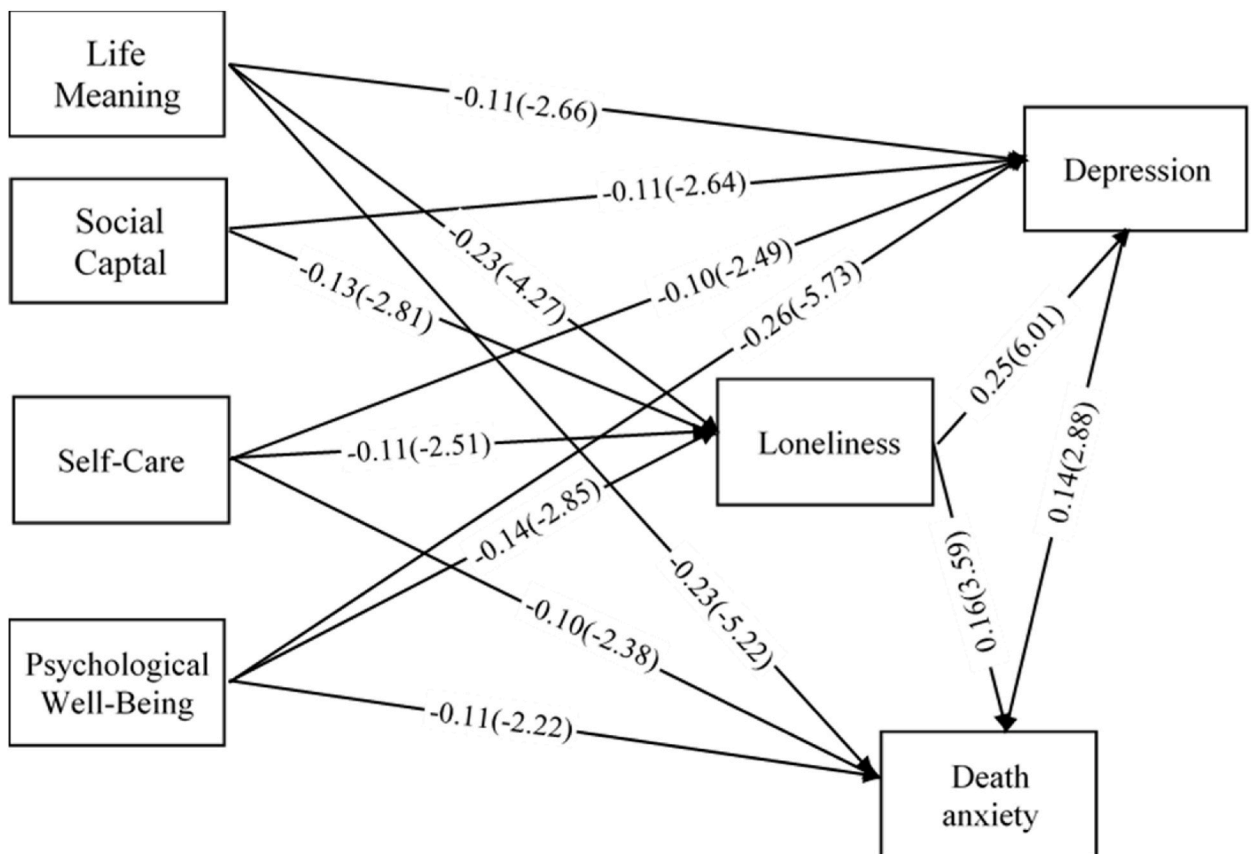 Life
Meaning
-0.11(-2.66)
Depression
-0.11(-2.64)
Social
Captal
-0.23(-4.27)
-0.10(-2.49)
-0.13(-2.81)
-0.26(-5.73)
0.25(6.01)
Self-Care
-0.11(-2.51)
Loneliness
0.14(2.88)
-0.14(-2.85)
0.16(3.59)
-0.23(-5.22)
-0.10(-2.38)
Psychological
Well-Being
-0.11(-2.22)
Death
anxiety